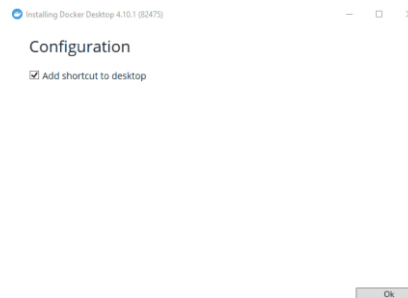 Installing Docker Desktop 4.10.1 (82475)
Configuration
Add shortcut to desktop
Ok